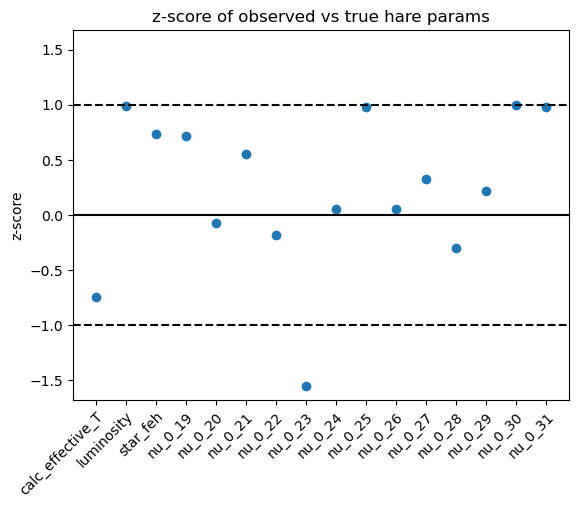 z-score of observed vs true hare params
1.5
1.0
0.5
0.0
−0.5
−1.0
−1.5
z-score
calc_effective_T
luminosity
star_feh
nu_0_19
nu_0_20
nu_0_21
nu_0_22
nu_0_23
nu_0_24
nu_0_25
nu_0_26
nu_0_27
nu_0_28
nu_0_29
nu_0_30
nu_0_31